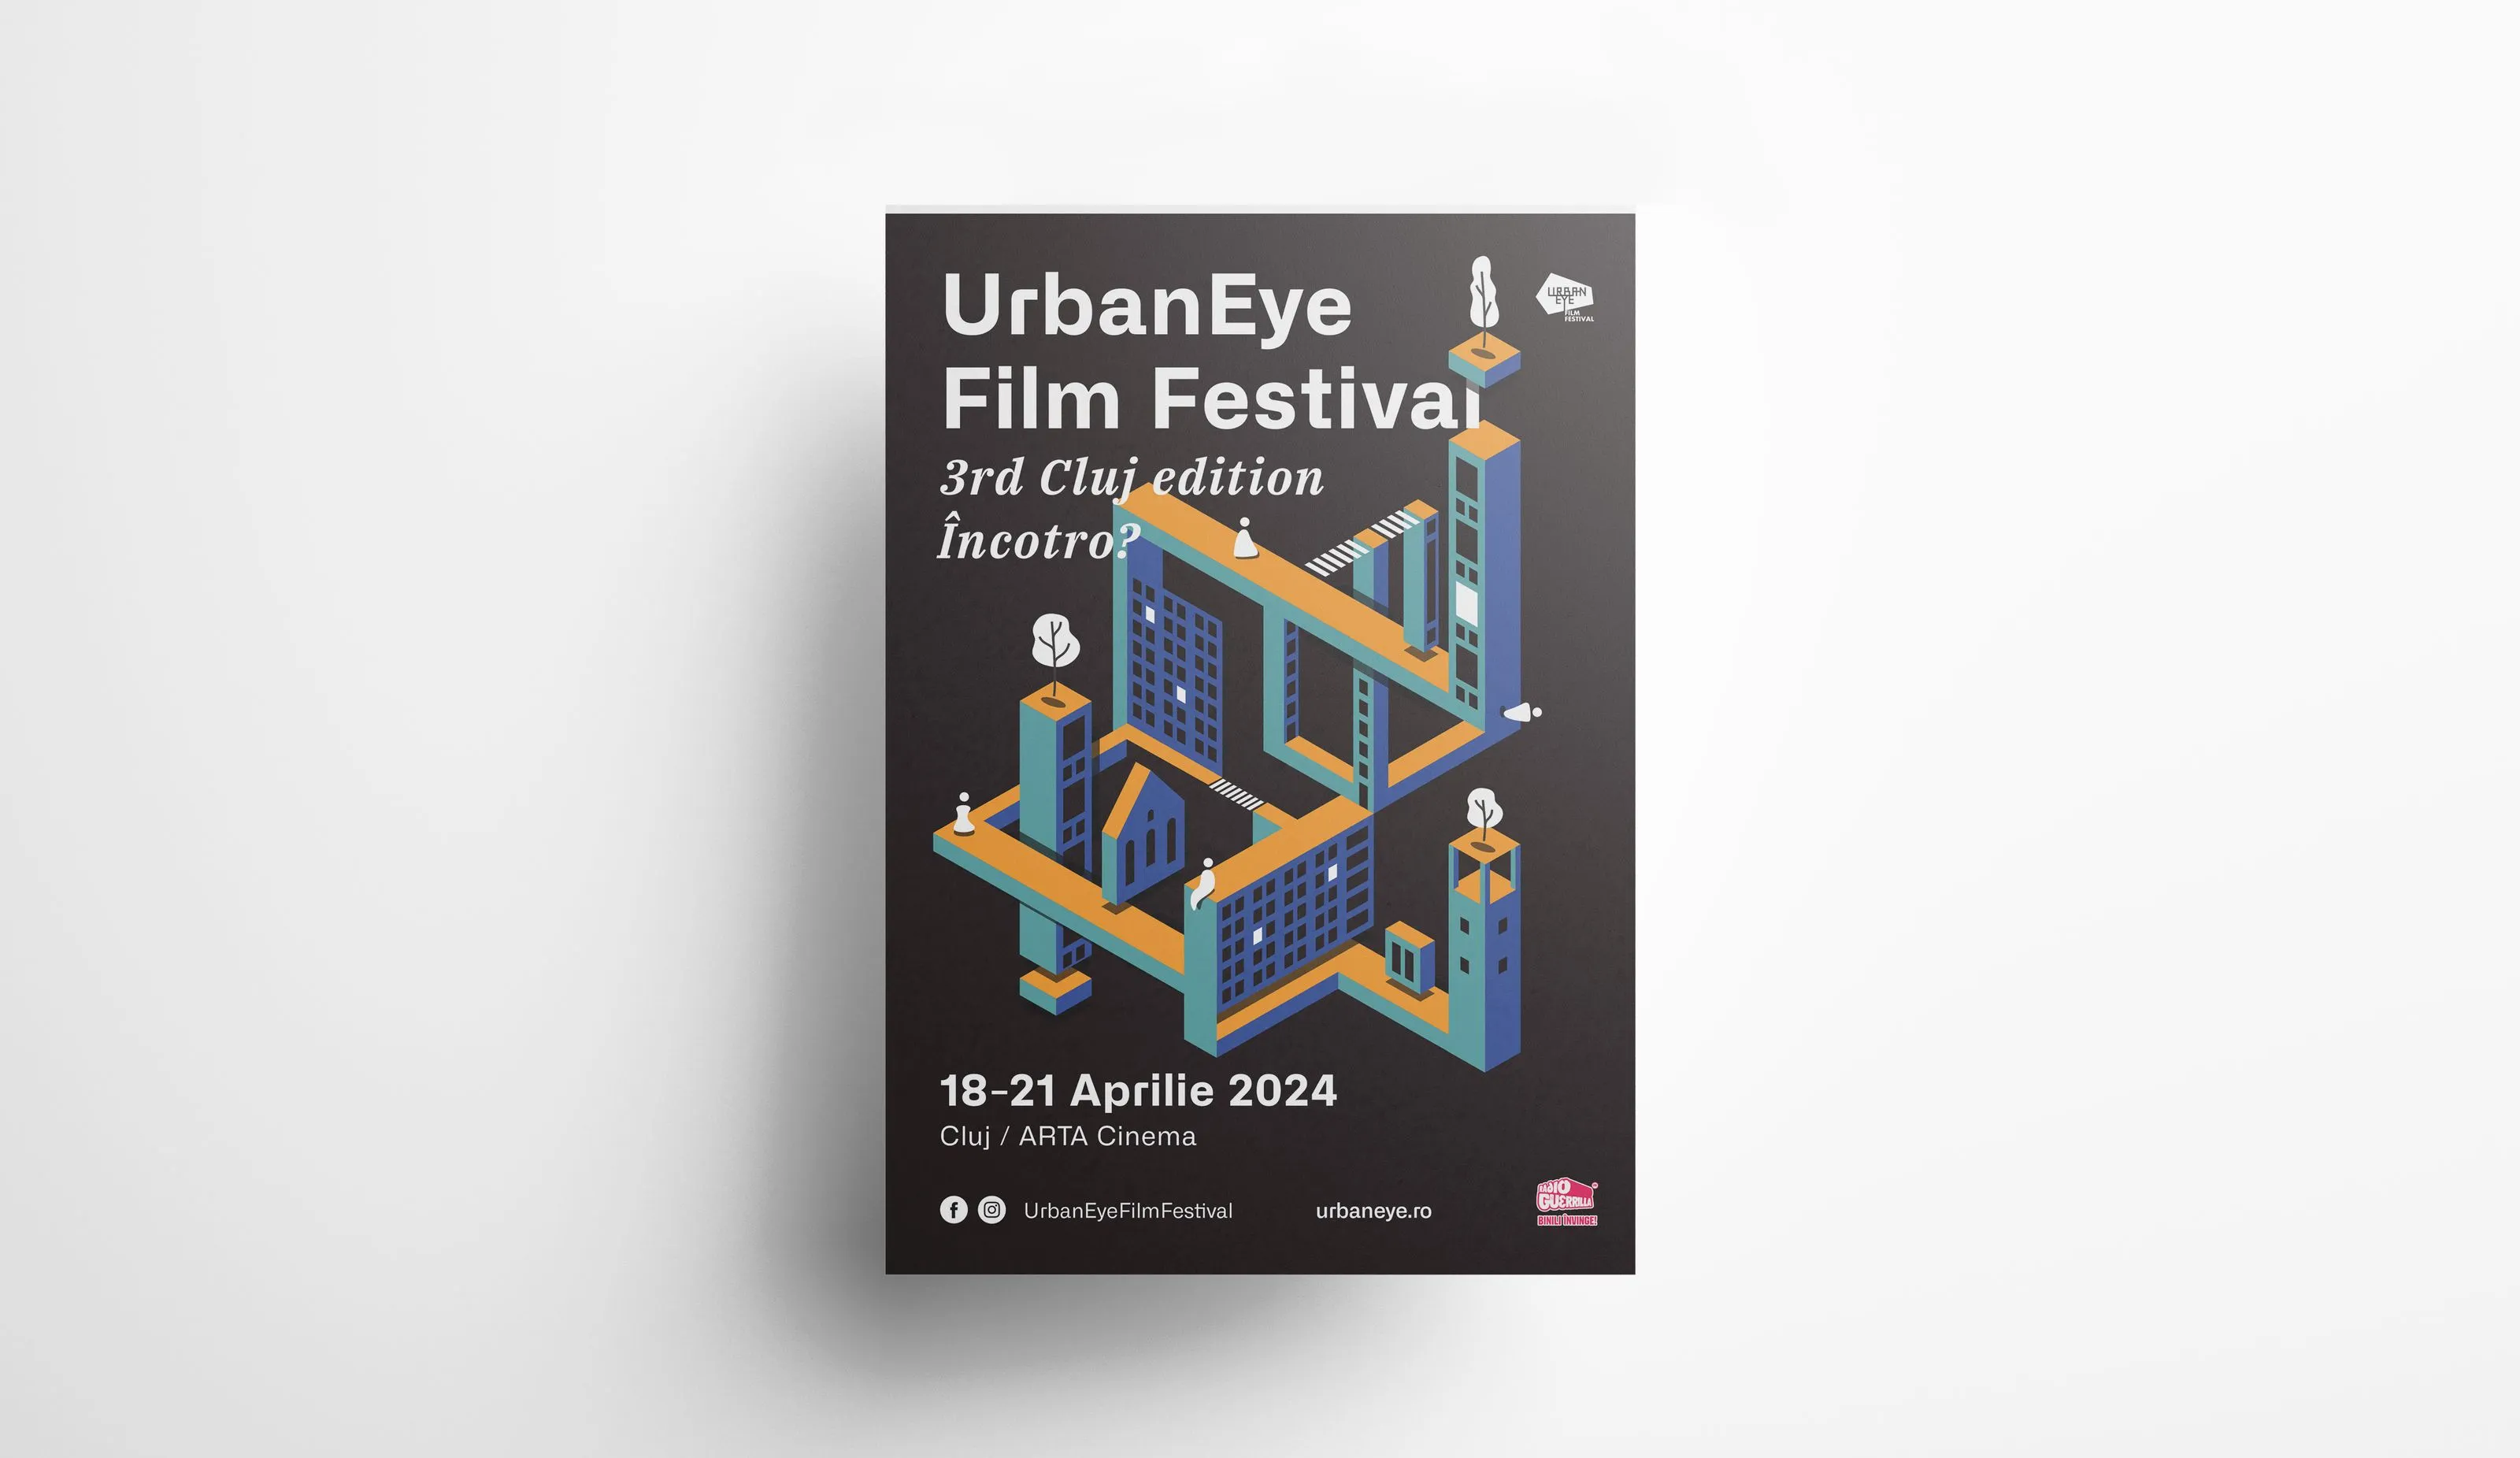 UrbanEye
Film Festival
3rd Cluj edition
Încotro?
URBAN
EYE
FILM
FESTIVAL
18–21 Aprilie 2024
Cluj / ARTA Cinema
UrbanEyeFilmFestival
urbaneye.ro
RADIO
GUERRILLA
BINILI ÎNVINGE!